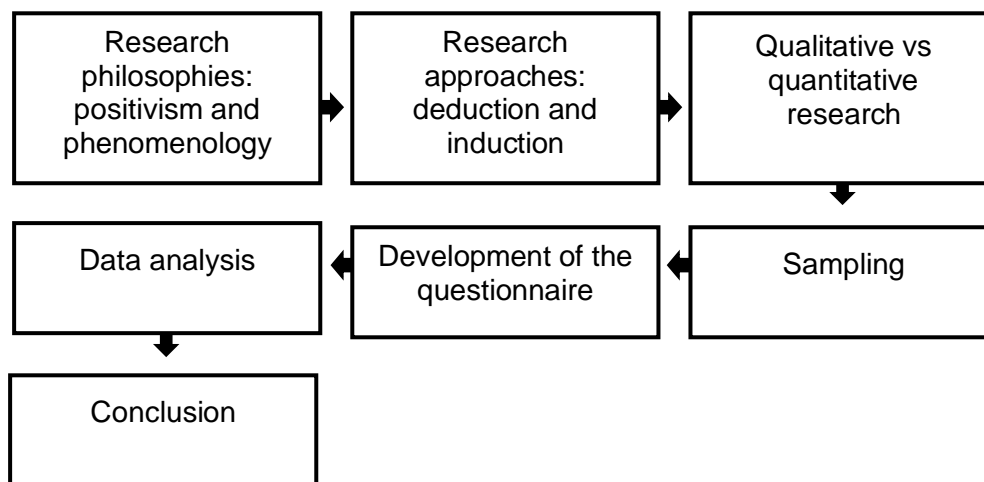 Research
philosophies:
positivism and
phenomenology
Research
approaches:
deduction and
induction
Qualitative vs
quantitative
research
Sampling
Development of the
questionnaire
Data analysis
Conclusion